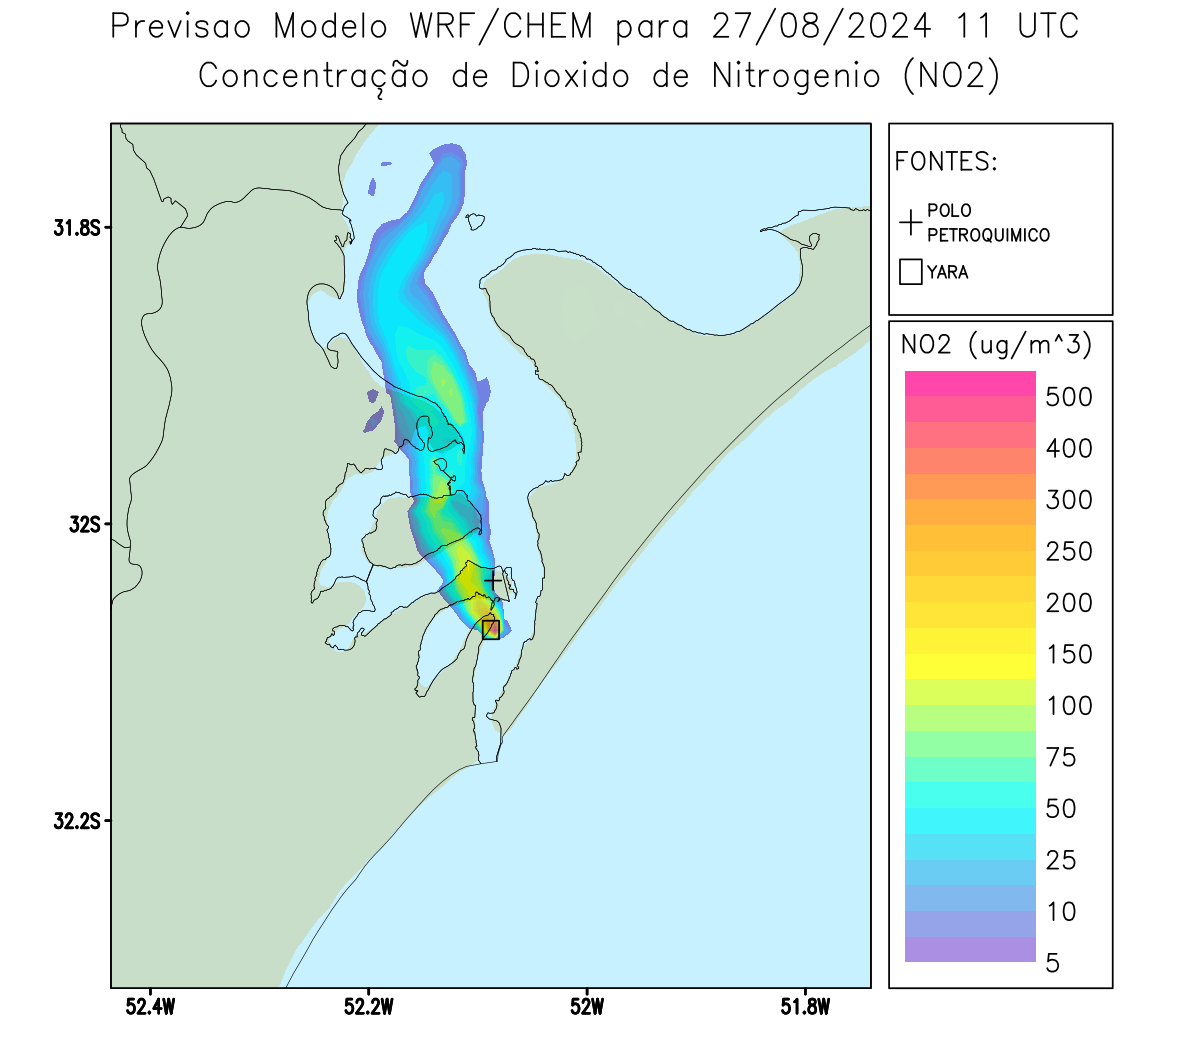 Previsao Modelo WRF/CHEM para 27/08/2024 11 UTC
Concentração de Dioxido de Nitrogenio (NO2)
FONTES:
POLO
PETROQUIMICO
YARA
NO2 (ug/m^3)
500
400
300
250
200
150
100
75
50
25
10
5
31.8S
32S
32.2S
52.4W
52.2W
52W
51.8W